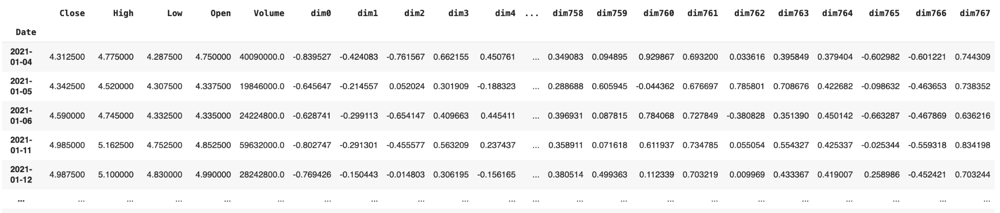 Close High Low Open Volume dim0 dim1 dim2 dim3 dim4 ... dim758 dim759 dim760 dim761 dim762 dim763 dim764 dim765 dim766 dim767
Date
2021-01-04 4.312500 4.775000 4.287500 4.750000 40090000.0 -0.839527 -0.424083 -0.761567 0.662155 0.450761 ... 0.349083 0.094895 0.929867 0.693200 0.033616 0.395849 0.379404 -0.602982 -0.601221 0.744309
2021-01-05 4.342500 4.520000 4.307500 4.337500 19846000.0 -0.645647 -0.214557 0.052024 0.301909 -0.188323 ... 0.288688 0.605945 -0.044362 0.676697 0.785801 0.708676 0.422682 -0.098632 -0.463653 0.738352
2021-01-06 4.590000 4.745000 4.332500 4.335000 24224800.0 -0.628741 -0.299113 -0.654147 0.409663 0.445411 ... 0.396931 0.087815 0.784068 0.727849 -0.380828 0.351390 0.450142 -0.663287 -0.467869 0.636216
2021-01-11 4.985000 5.162500 4.752500 4.852500 59632000.0 -0.802747 -0.291301 -0.455577 0.563209 0.237437 ... 0.358911 0.071618 0.611937 0.734785 0.055054 0.554327 0.425337 -0.025344 -0.559318 0.834198
2021-01-12 4.987500 5.100000 4.830000 4.990000 28242800.0 -0.769426 -0.150443 -0.014803 0.306195 -0.156165 ... 0.380514 0.499363 0.112339 0.703219 0.009969 0.433367 0.419007 0.258986 -0.452421 0.703244
... ... ... ... ... ... ... ... ... ... ... ... ... ... ... ... ... ... ... ... ... ...